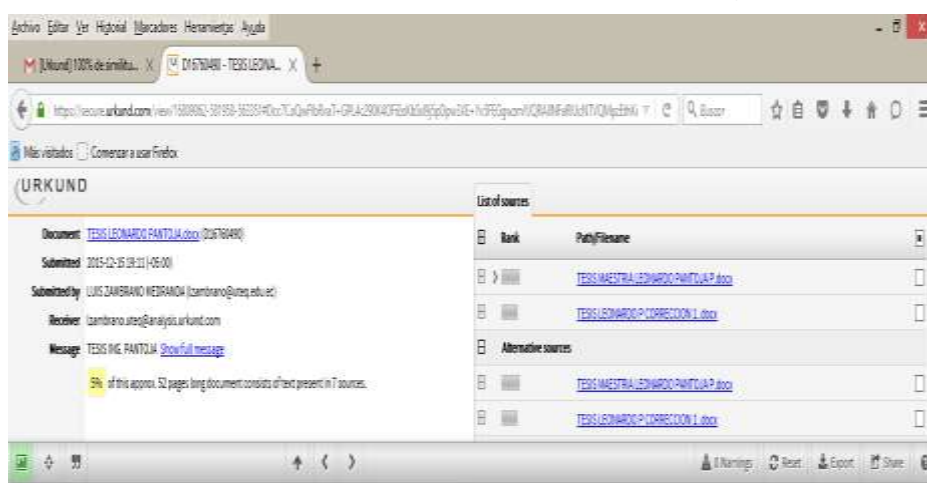 Archivo Editar Ver Historial Marcadores Herramientas Ayuda
[Urkund] 100% de similitu...
D16760490 - TESIS LEONA...
Buscar
Más visitados Comenzar a usar Firefox
URKUND
List of sources
Document TESIS LEONARDO PANTOJA.docx (D16760490)
Rank Path/Filename
Submitted 2015-12-15 19:11 (-05:00)
TESIS MAESTRIA LEONARDO PANTOJA P.docx
Submitted by LUIS ZAMBRANO MEDRANDA (lzambrano@uteq.edu.ec)
TESIS LEONARDO P CORRECCION 1.docx
Receiver lzambrano.uteq@analysis.urkund.com
Message TESIS ING. PANTOJA Show full message
Alternative sources
5% of this approx. 52 pages long document consists of text present in 7 sources.
TESIS MAESTRIA LEONARDO PANTOJA P.docx
TESIS LEONARDO P CORRECCION 1.docx
Warnings Reset Export Share